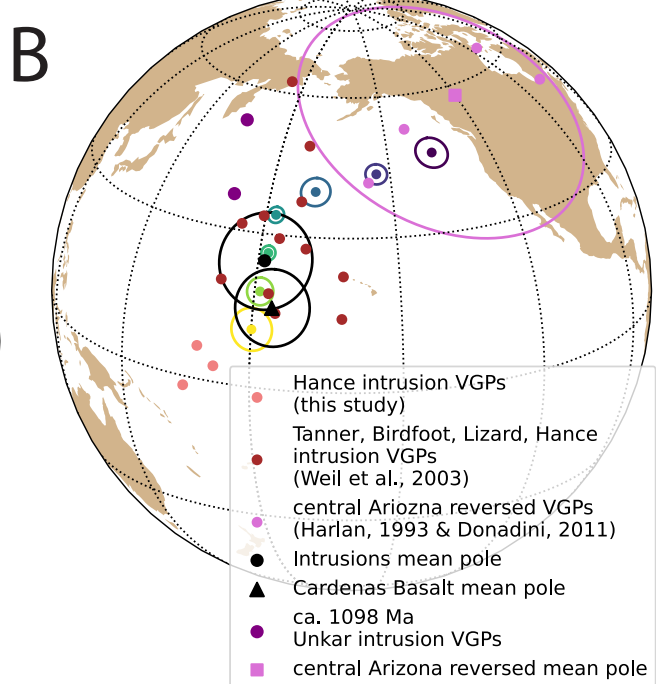 B
Hance intrusion VGPs
(this study)
Tanner, Birdfoot, Lizard, Hance
intrusion VGPs
(Weil et al., 2003)
central Ariozna reversed VGPs
(Harlan, 1993 & Donadini, 2011)
Intrusions mean pole
Cardenas Basalt mean pole
ca. 1098 Ma
Unkar intrusion VGPs
central Arizona reversed mean pole